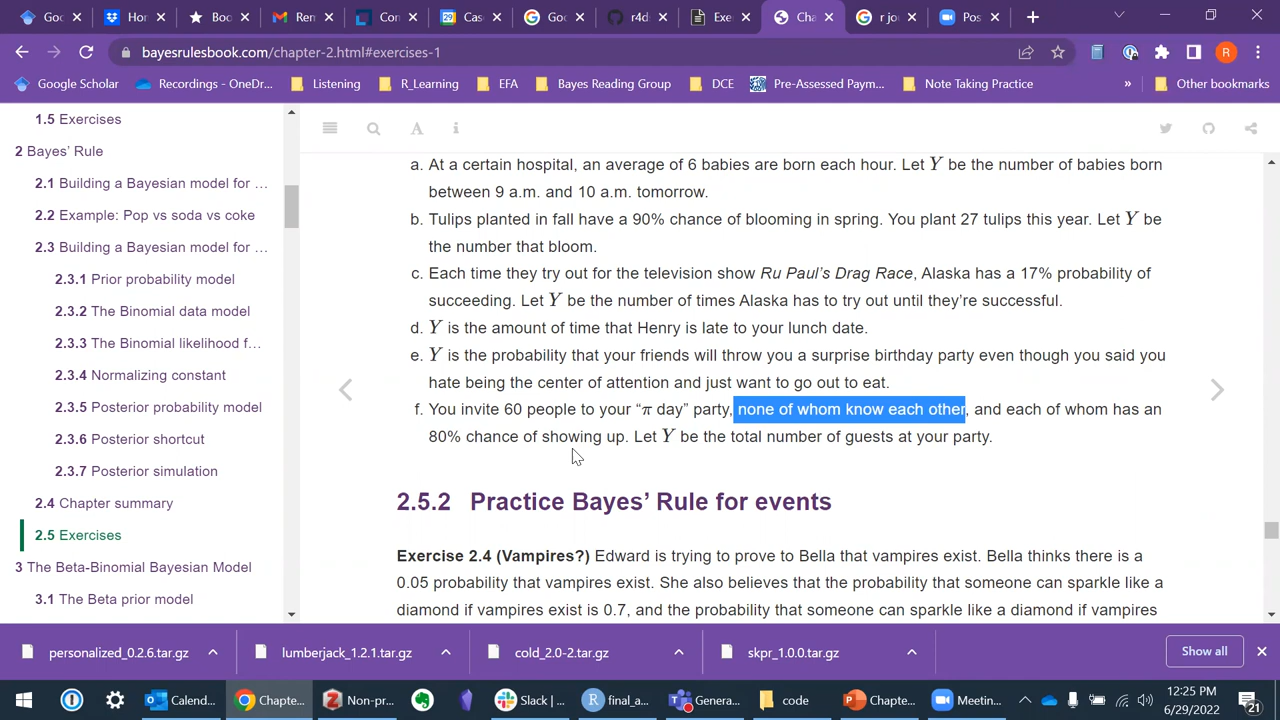 Goo
Hor
Boo
Rem
Con
Case
Goo
r4d
Exe
Cha
r jo
Pos
bayesrulesbook.com/chapter-2.html#exercises-1
R
Google Scholar
Recordings - OneDr...
Listening
R_Learning
EFA
Bayes Reading Group
DCE
Pre-Assessed Paym...
Note Taking Practice
»
Other bookmarks
1.5 Exercises
2 Bayes' Rule
2.1 Building a Bayesian model for ...
2.2 Example: Pop vs soda vs coke
2.3 Building a Bayesian model for ...
2.3.1 Prior probability model
2.3.2 The Binomial data model
2.3.3 The Binomial likelihood f...
2.3.4 Normalizing constant
2.3.5 Posterior probability model
2.3.6 Posterior shortcut
2.3.7 Posterior simulation
2.4 Chapter summary
2.5 Exercises
3 The Beta-Binomial Bayesian Model
3.1 The Beta prior model
A
i
a. At a certain hospital, an average of 6 babies are born each hour. Let Y be the number of babies born
between 9 a.m. and 10 a.m. tomorrow.
b. Tulips planted in fall have a 90% chance of blooming in spring. You plant 27 tulips this year. Let Y be
the number that bloom.
c. Each time they try out for the television show Ru Paul's Drag Race, Alaska has a 17% probability of
succeeding. Let Y be the number of times Alaska has to try out until they're successful.
d. Y is the amount of time that Henry is late to your lunch date.
e. Y is the probability that your friends will throw you a surprise birthday party even though you said you
hate being the center of attention and just want to go out to eat.
f. You invite 60 people to your “π day” party, none of whom know each other, and each of whom has an
80% chance of showing up. Let Y be the total number of guests at your party.
2.5.2 Practice Bayes' Rule for events
Exercise 2.4 (Vampires?) Edward is trying to prove to Bella that vampires exist. Bella thinks there is a
0.05 probability that vampires exist. She also believes that the probability that someone can sparkle like a
diamond if vampires exist is 0.7, and the probability that someone can sparkle like a diamond if vampires
personalized_0.2.6.tar.gz
lumberjack_1.2.1.tar.gz
cold_2.0-2.tar.gz
skpr_1.0.0.tar.gz
Show all
Calend...
Chapte...
Non-pr...
Slack | ...
final_a...
Genera...
code
Chapte...
Meetin...
12:25 PM
6/29/2022
21